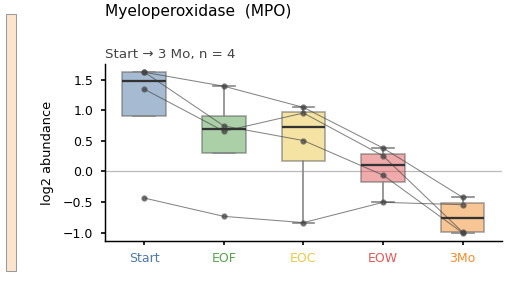 Myeloperoxidase (MPO)
Start → 3 Mo, n = 4
log2 abundance
1.5
1.0
0.5
0.0
−0.5
−1.0
Start EOF EOC EOW 3Mo